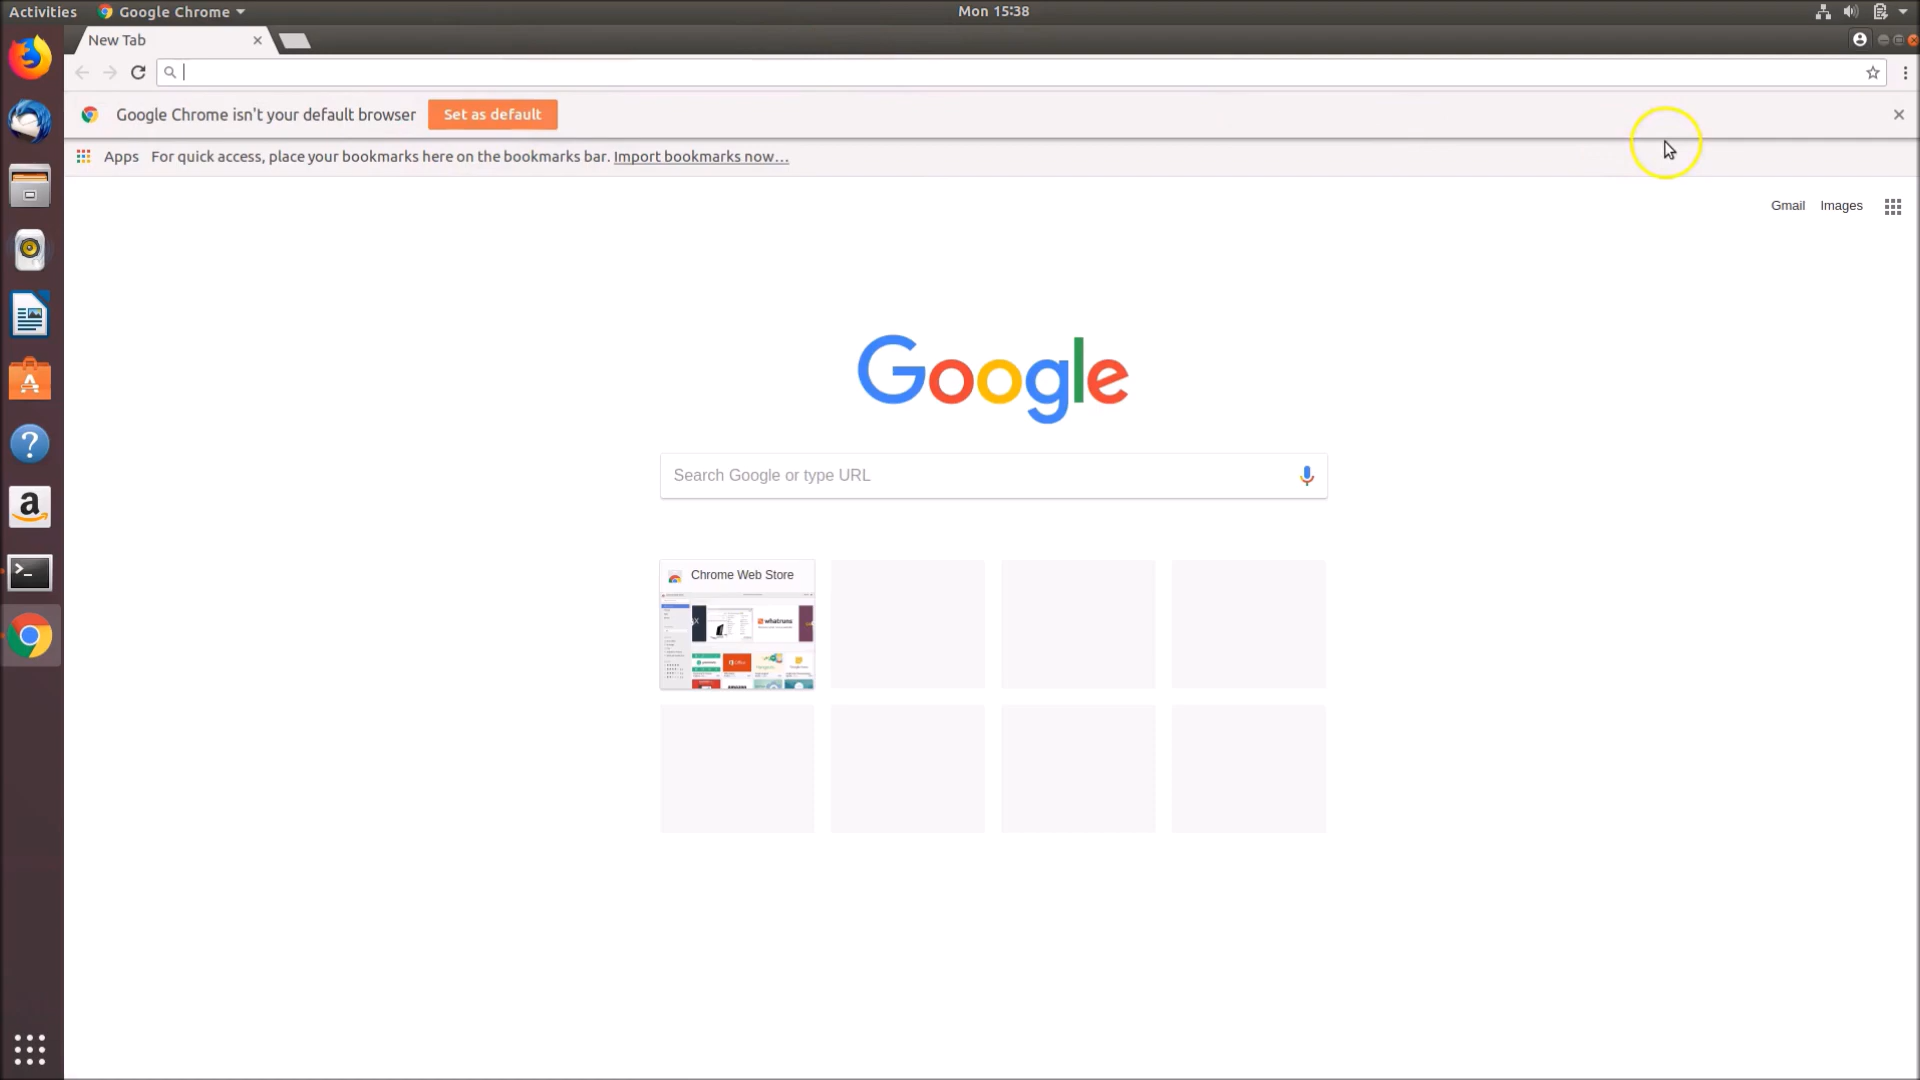 Activities Google Chrome Mon 15:38
New Tab
Google Chrome isn't your default browser Set as default
Apps For quick access, place your bookmarks here on the bookmarks bar. Import bookmarks now...
Gmail Images
Google
Search Google or type URL
Chrome Web Store
whatruns
Office